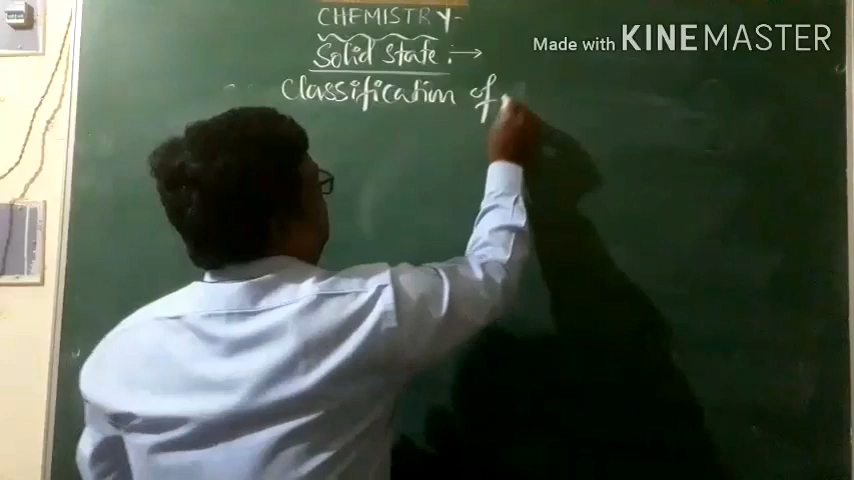 CHEMISTRY-
Solid State :→
Classification of
Made with KINEMASTER